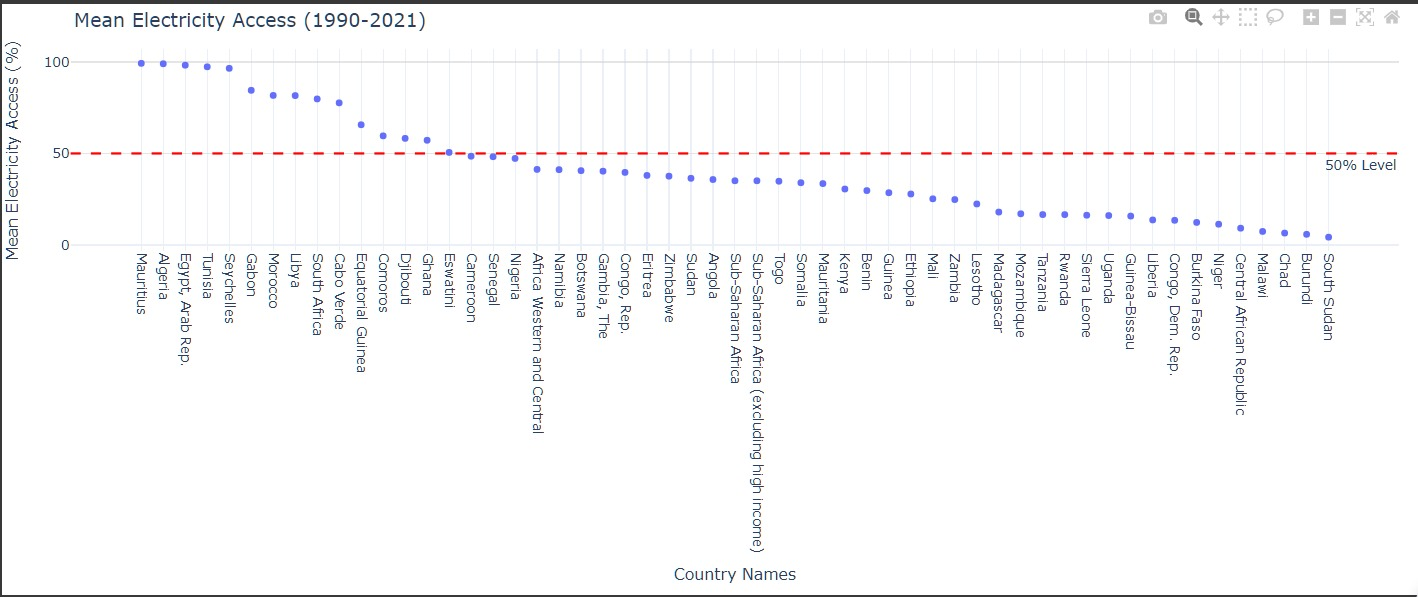 Mean Electricity Access (1990-2021)
Mean Electricity Access (%)
100
50
0
50% Level
Mauritius
Algeria
Egypt, Arab Rep.
Tunisia
Seychelles
Gabon
Morocco
Libya
South Africa
Cabo Verde
Equatorial Guinea
Comoros
Djibouti
Ghana
Eswatini
Cameroon
Senegal
Nigeria
Africa Western and Central
Namibia
Botswana
Gambia, The
Congo, Rep.
Eritrea
Zimbabwe
Sudan
Angola
Sub-Saharan Africa
Sub-Saharan Africa (excluding high income)
Togo
Somalia
Mauritania
Kenya
Benin
Guinea
Ethiopia
Mali
Zambia
Lesotho
Madagascar
Mozambique
Tanzania
Rwanda
Sierra Leone
Uganda
Guinea-Bissau
Liberia
Congo, Dem. Rep.
Burkina Faso
Niger
Central African Republic
Malawi
Chad
Burundi
South Sudan
Country Names